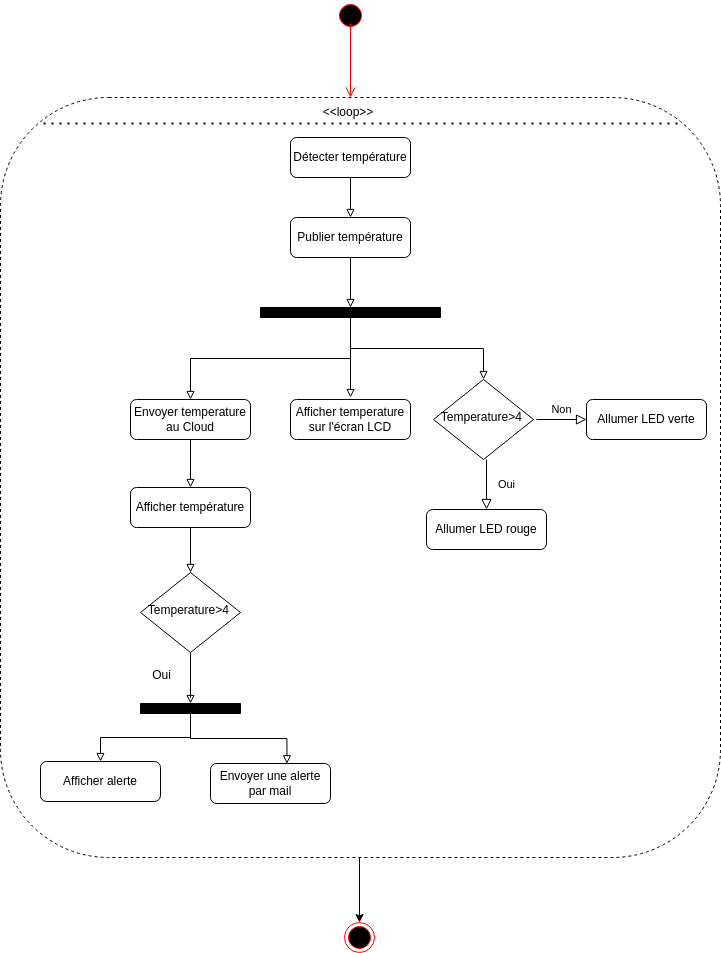 <<loop>>
Détecter température
Publier température
Envoyer temperature
au Cloud
Afficher temperature
sur l'écran LCD
Temperature>4
Non
Allumer LED verte
Oui
Allumer LED rouge
Afficher température
Temperature>4
Oui
Afficher alerte
Envoyer une alerte
par mail